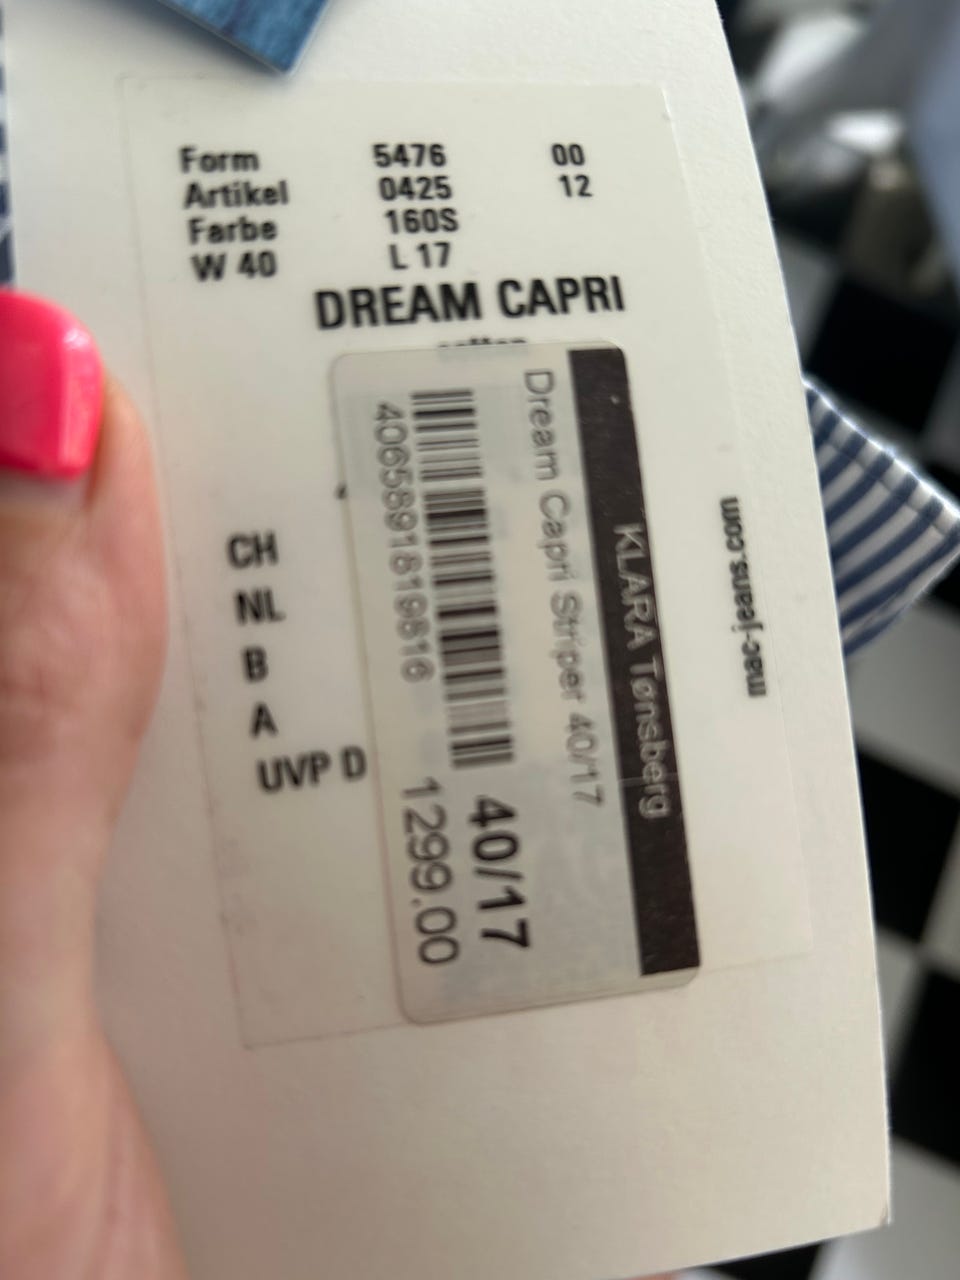 Form 5476 00
Artikel 0425 12
Farbe 160S
W 40 L 17
DREAM CAPRI
KLARA Tønsberg
Dream Capri Striper 40/17
40/17
1299.00
CH
NL
B
A
UVP D
mac-jeans.com